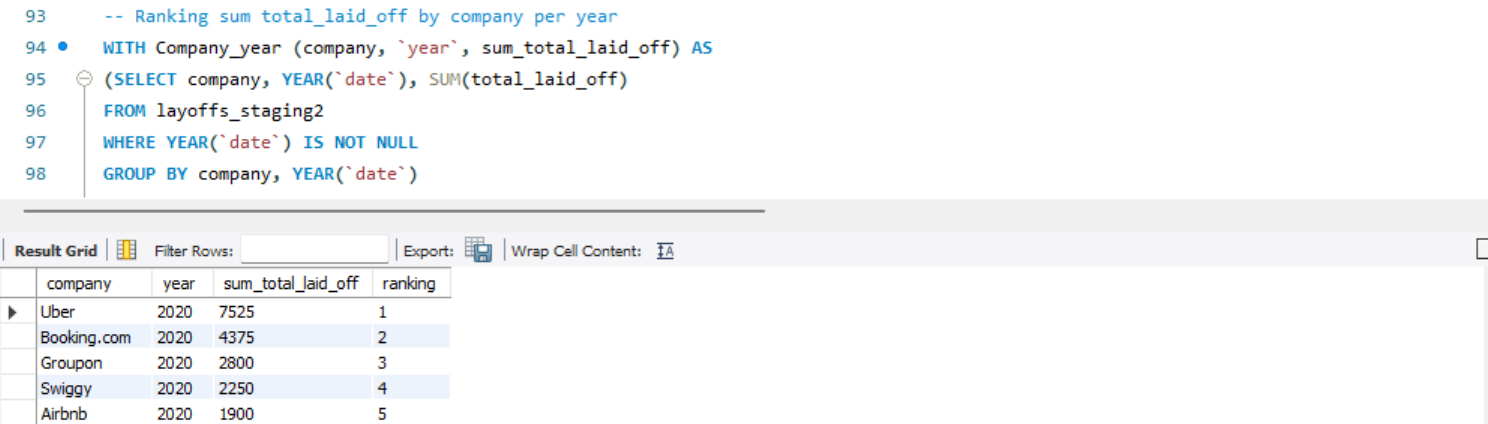 93 -- Ranking sum total_laid_off by company per year
94 WITH Company_year (company, `year`, sum_total_laid_off) AS
95 (SELECT company, YEAR(`date`), SUM(total_laid_off)
96 FROM layoffs_staging2
97 WHERE YEAR(`date`) IS NOT NULL
98 GROUP BY company, YEAR(`date`)
Result Grid Filter Rows: Export: Wrap Cell Content: IA
company year sum_total_laid_off ranking
Uber 2020 7525 1
Booking.com 2020 4375 2
Groupon 2020 2800 3
Swiggy 2020 2250 4
Airbnb 2020 1900 5